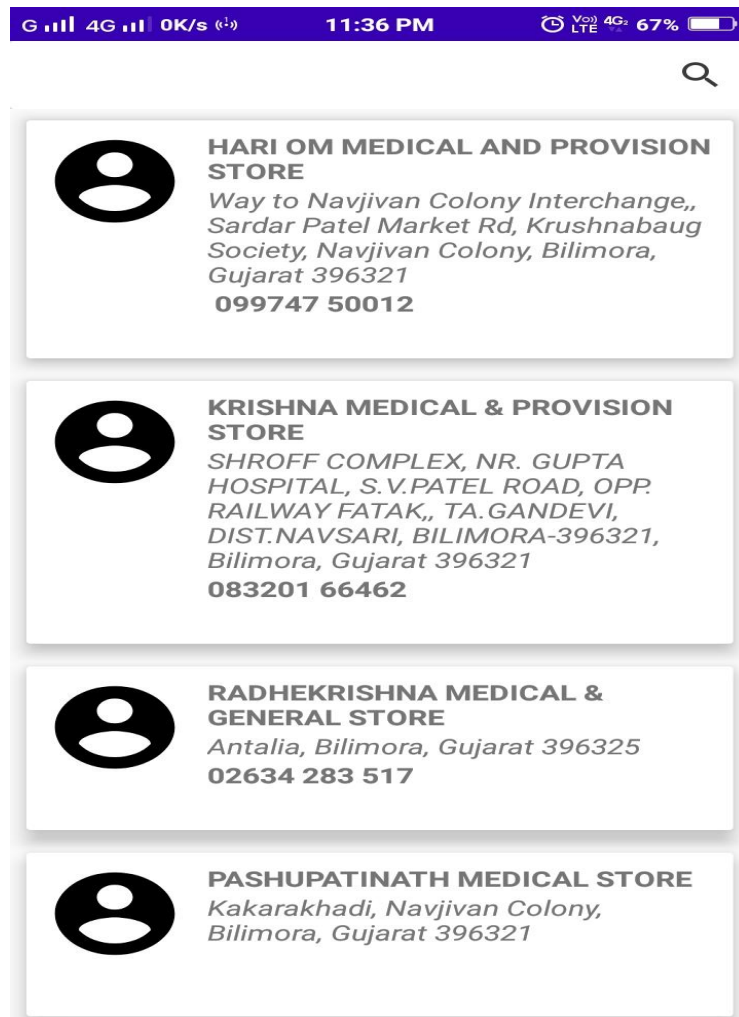 G 4G 0K/s 11:36 PM Vo)) LTE 4G2 67%
HARI OM MEDICAL AND PROVISION
STORE
Way to Navjivan Colony Interchange,,
Sardar Patel Market Rd, Krushnabaug
Society, Navjivan Colony, Bilimora,
Gujarat 396321
099747 50012
KRISHNA MEDICAL & PROVISION
STORE
SHROFF COMPLEX, NR. GUPTA
HOSPITAL, S.V.PATEL ROAD, OPP.
RAILWAY FATAK,, TA.GANDEVI,
DIST.NAVSARI, BILIMORA-396321,
Bilimora, Gujarat 396321
083201 66462
RADHEKRISHNA MEDICAL &
GENERAL STORE
Antalia, Bilimora, Gujarat 396325
02634 283 517
PASHUPATINATH MEDICAL STORE
Kakarakhadi, Navjivan Colony,
Bilimora, Gujarat 396321